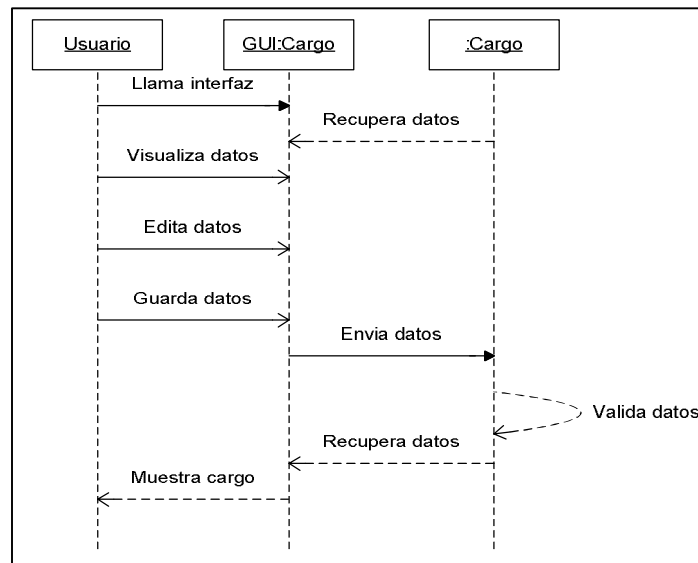 Usuario
GUI:Cargo
:Cargo
Llama interfaz
Recupera datos
Visualiza datos
Edita datos
Guarda datos
Envia datos
Valida datos
Recupera datos
Muestra cargo